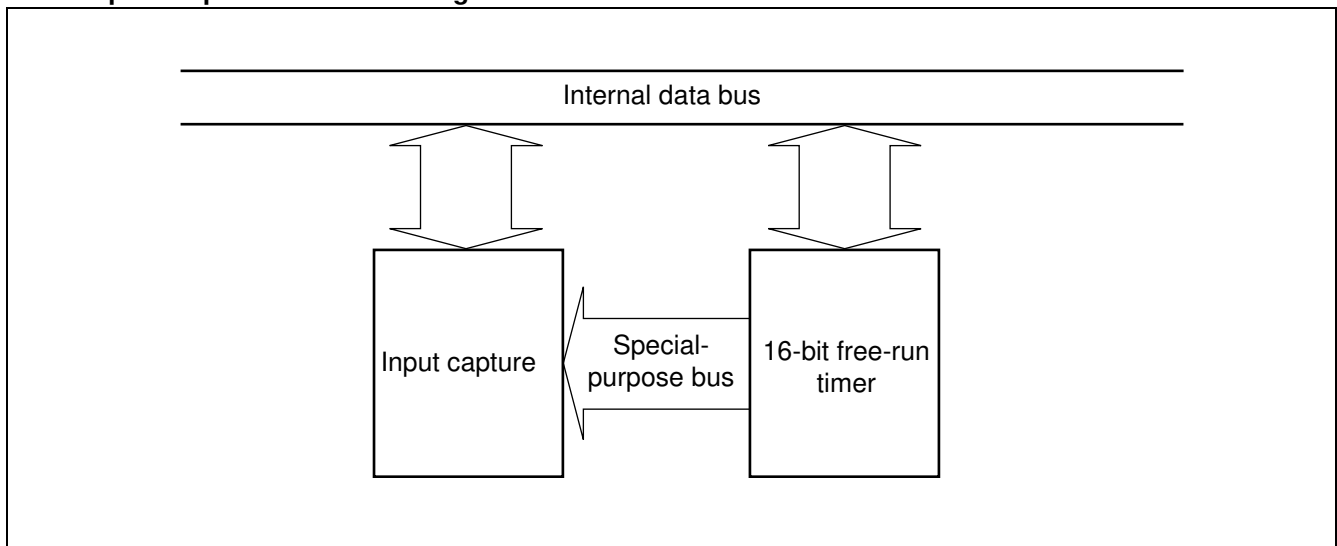 Internal data bus
Input capture
Special-
purpose bus
16-bit free-run
timer